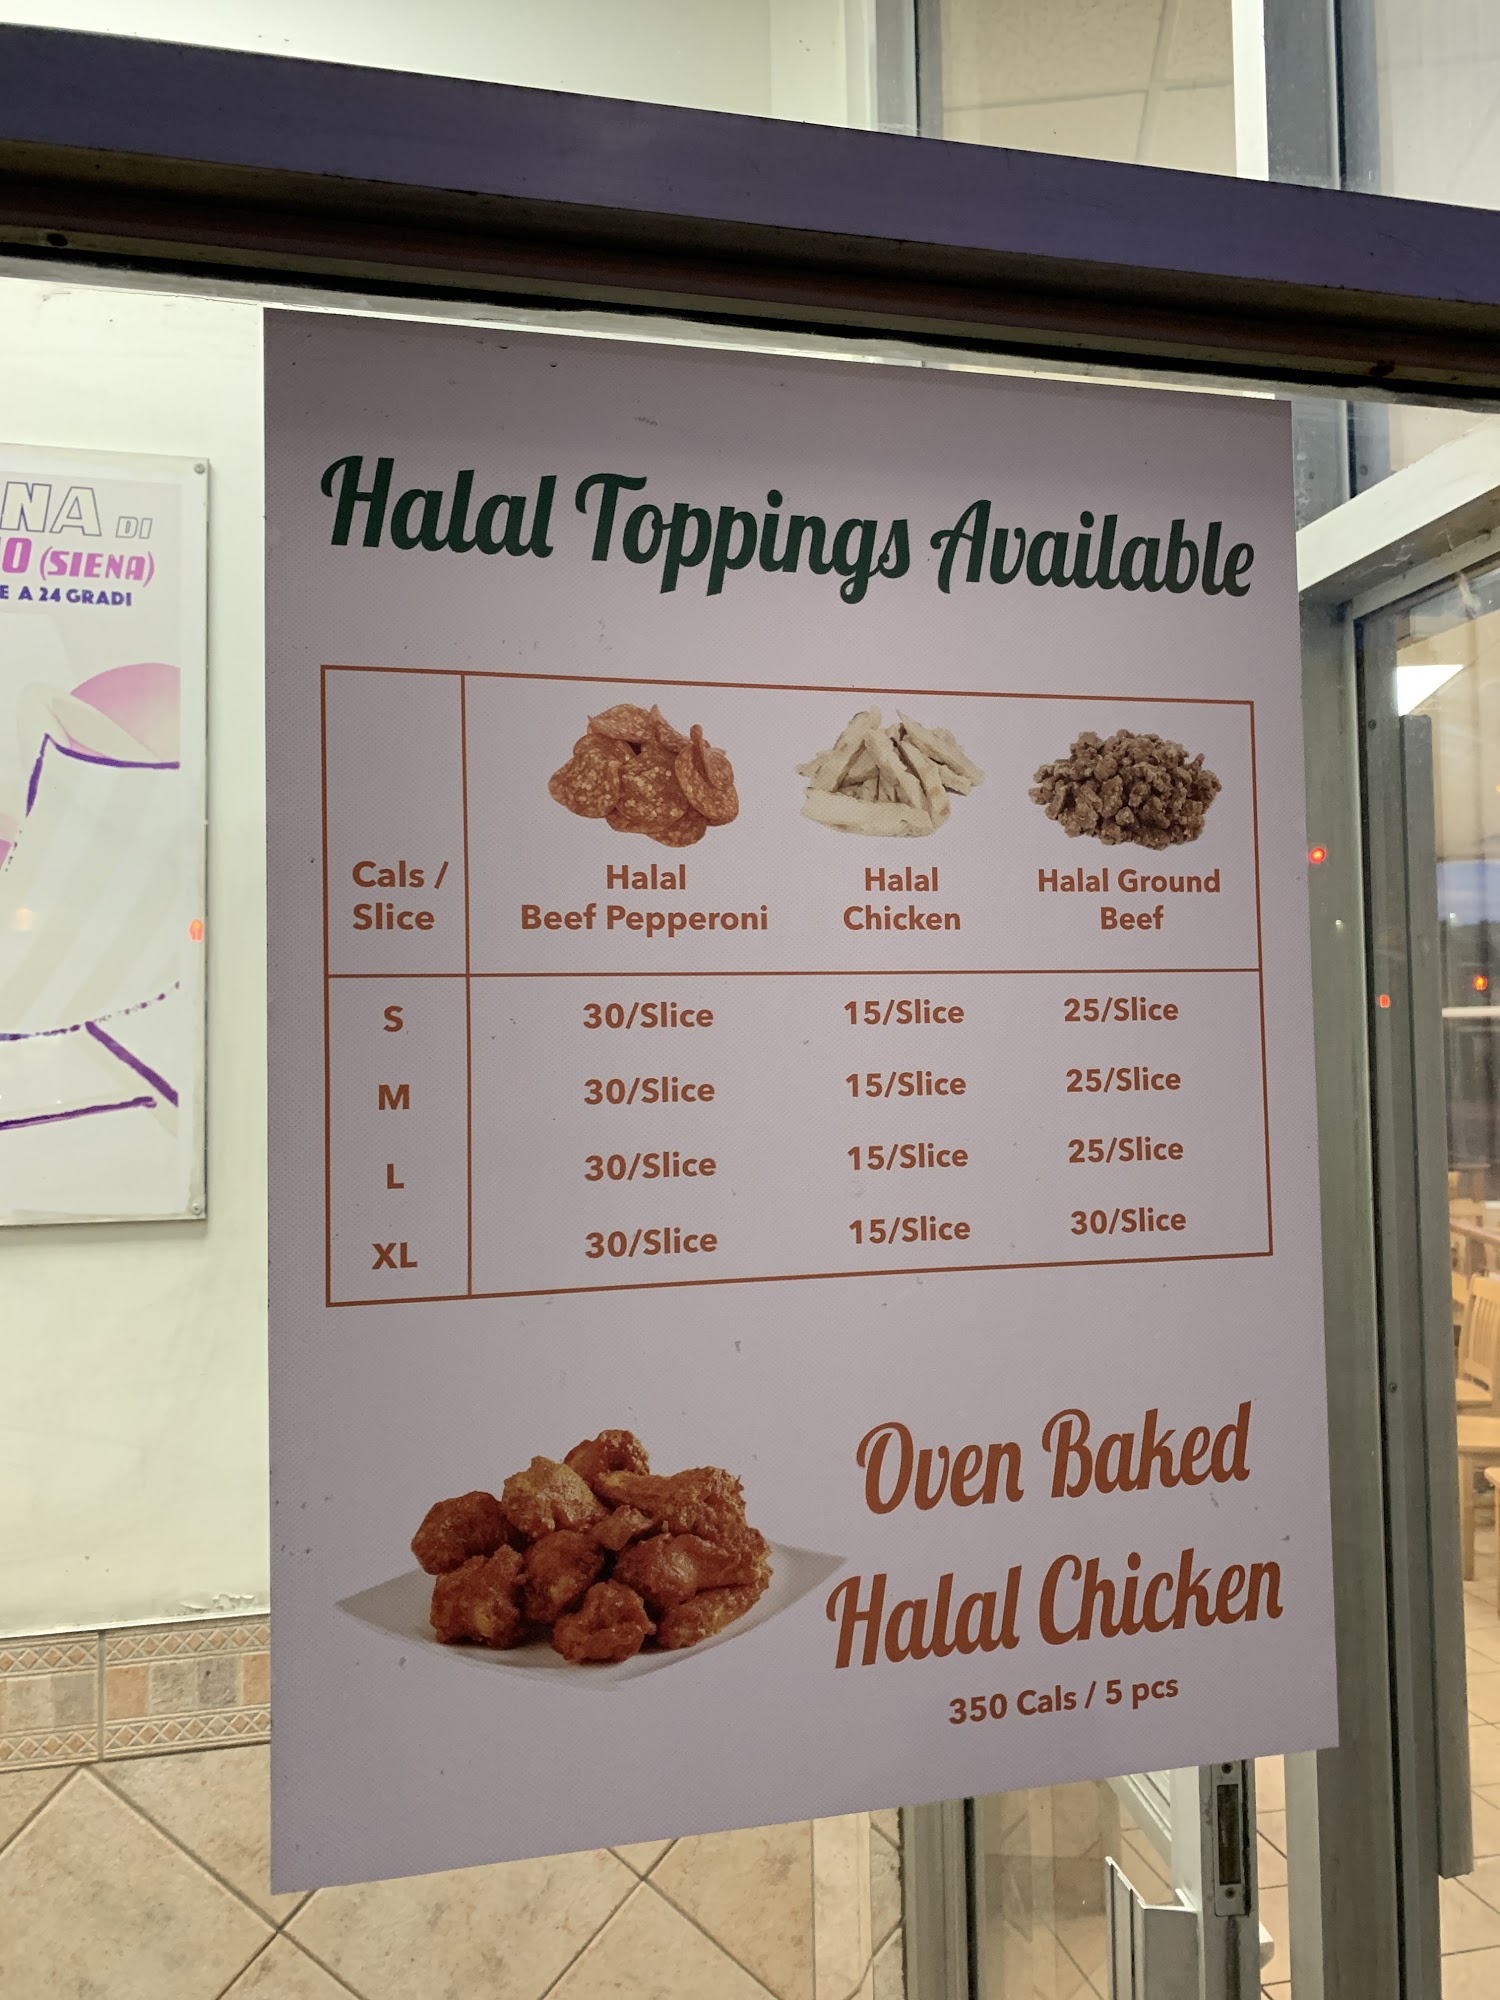 NA DI
O (SIENA)
E A 24 GRADI
Halal Toppings Available
Cals / Slice
Halal Beef Pepperoni
Halal Chicken
Halal Ground Beef
S 30/Slice 15/Slice 25/Slice
M 30/Slice 15/Slice 25/Slice
L 30/Slice 15/Slice 25/Slice
XL 30/Slice 15/Slice 30/Slice
Oven Baked
Halal Chicken
350 Cals / 5 pcs